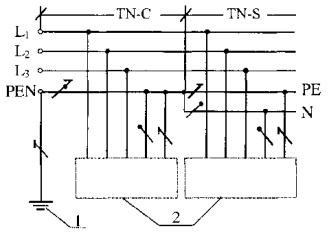 TN-C TN-S
L₁
L₂
L₃
PEN PE
N
1 2